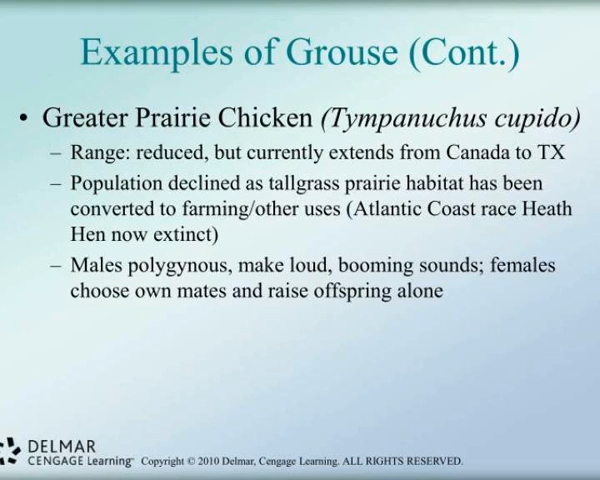 Examples of Grouse (Cont.)
• Greater Prairie Chicken (Tympanuchus cupido)
– Range: reduced, but currently extends from Canada to TX
– Population declined as tallgrass prairie habitat has been
converted to farming/other uses (Atlantic Coast race Heath
Hen now extinct)
– Males polygynous, make loud, booming sounds; females
choose own mates and raise offspring alone
DELMAR
CENGAGE Learning™ Copyright © 2010 Delmar, Cengage Learning. ALL RIGHTS RESERVED.